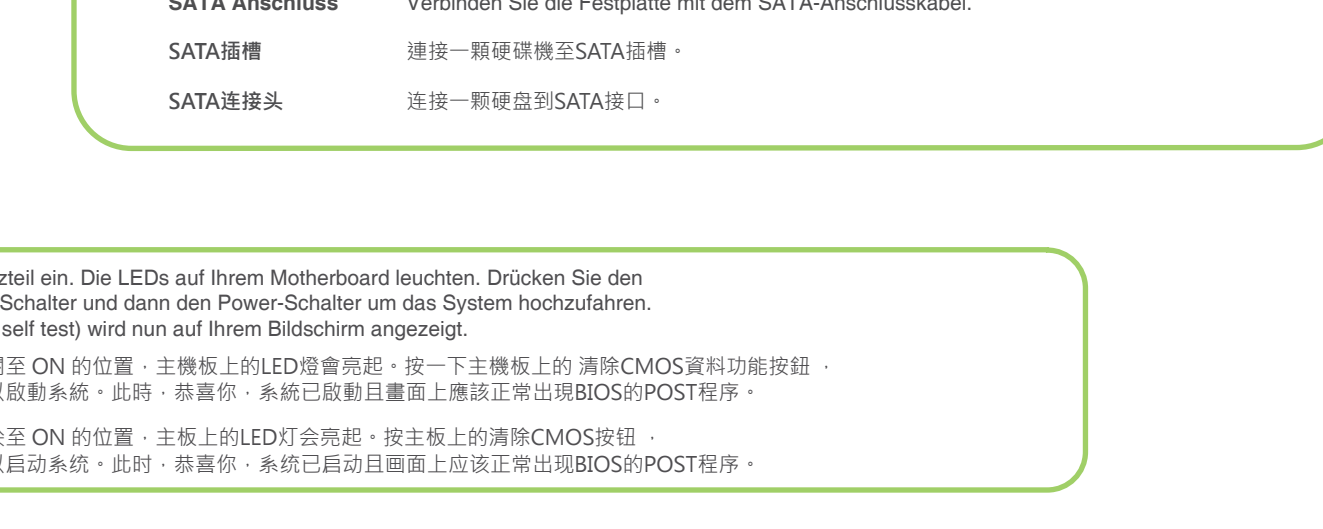 SATA Anschluss Verbinden Sie die Festplatte mit dem SATA-Anschlusskabel.
SATA插槽 連接一顆硬碟機至SATA插槽。
SATA连接头 连接一颗硬盘到SATA接口。
zteil ein. Die LEDs auf Ihrem Motherboard leuchten. Drücken Sie den
Schalter und dann den Power-Schalter um das System hochzufahren.
self test) wird nun auf Ihrem Bildschirm angezeigt.
至 ON 的位置，主機板上的LED燈會亮起。按一下主機板上的 清除CMOS資料功能按鈕 ，
啟動系統。此時，恭喜你，系統已啟動且畫面上應該正常出現BIOS的POST程序。
至 ON 的位置，主板上的LED灯会亮起。按主板上的清除CMOS按钮 ，
启动系统。此时，恭喜你，系统已启动且画面上应该正常出现BIOS的POST程序。